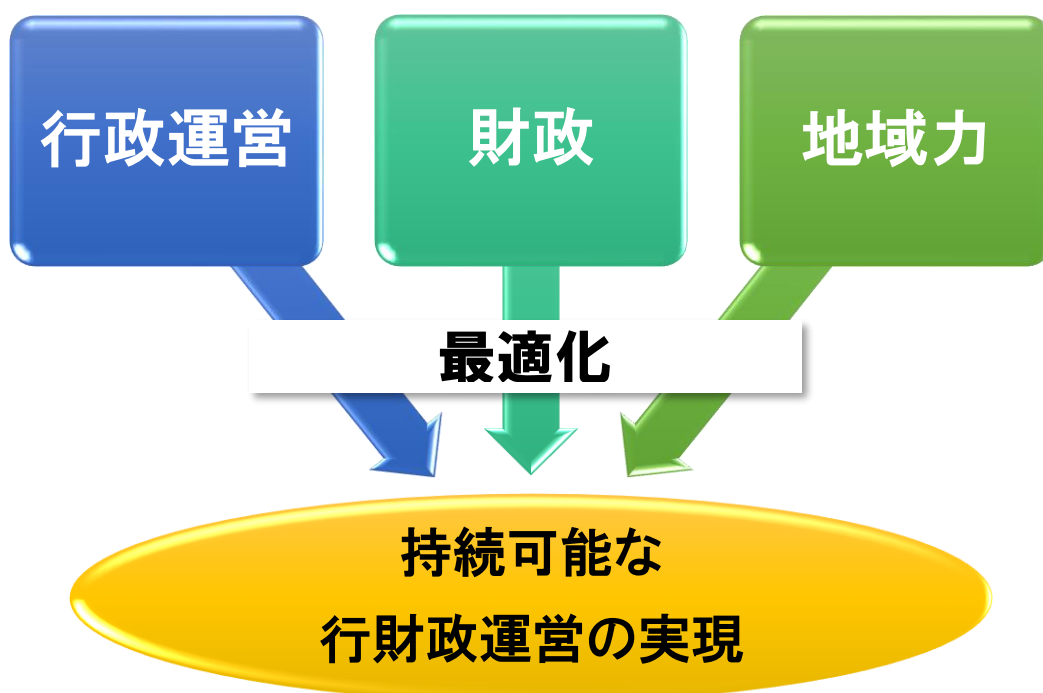 行政運営
財政
地域力
最適化
持続可能な
行財政運営の実現